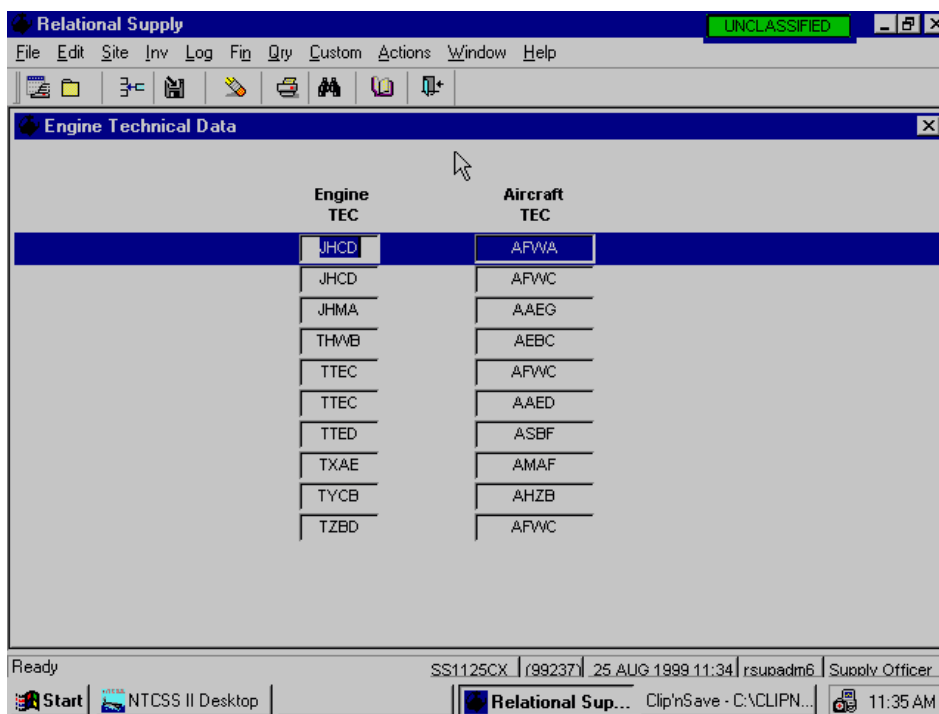 Relational Supply UNCLASSIFIED
File Edit Site Inv Log Fin Qry Custom Actions Window Help
Engine Technical Data
Engine Aircraft
TEC TEC
JHCD AFWA
JHCD AFWC
JHMA AAEG
THWB AEBC
TTEC AFWC
TTEC AAED
TTED ASBF
TXAE AMAF
TYCB AHZB
TZBD AFWC
Ready SS1125CX (99237) 25 AUG 1999 11:34 rsupadm6 Supply Officer
Start NTCSS II Desktop Relational Sup... Clip'nSave - C:\CLIPN... 11:35 AM